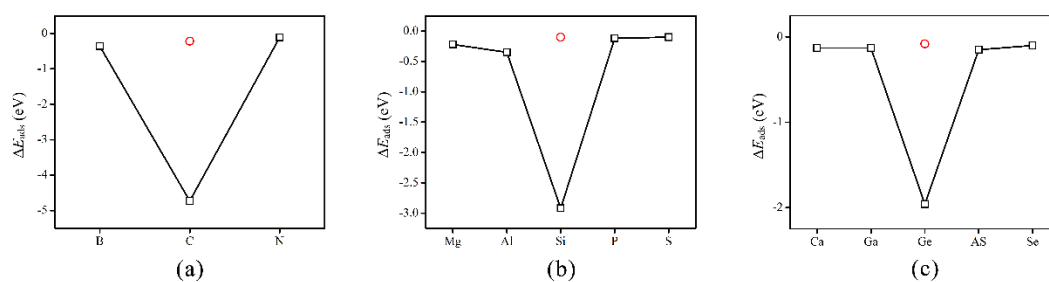 0
-1
-2
-3
-4
-5
ΔEads (eV)
B
C
N
(a)
0.0
-0.5
-1.0
-1.5
-2.0
-2.5
-3.0
ΔEads (eV)
Mg
Al
Si
P
S
(b)
0
-1
-2
ΔEads (eV)
Ca
Ga
Ge
AS
Se
(c)